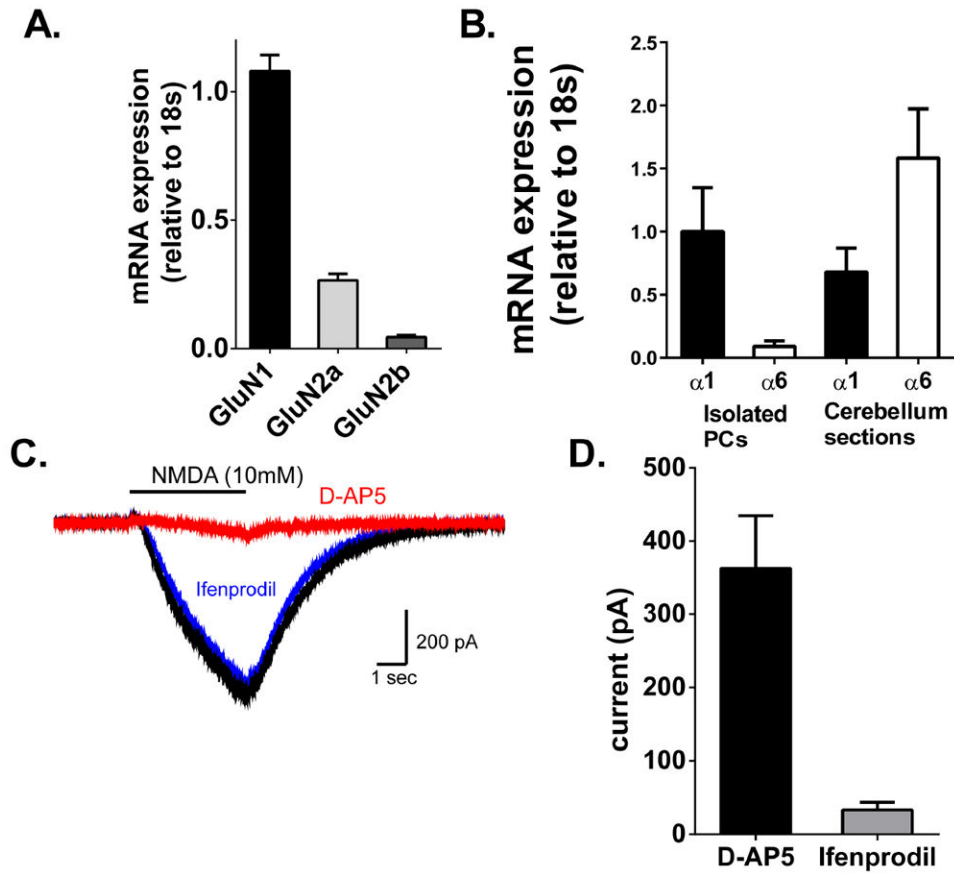 A.
mRNA expression
(relative to 18s)
1.0
0.5
0.0
GluN1
GluN2a
GluN2b
B.
mRNA expression
(relative to 18s)
2.5
2.0
1.5
1.0
0.5
0.0
α1
α6
α1
α6
Isolated
PCs
Cerebellum
sections
C.
NMDA (10mM)
D-AP5
Ifenprodil
200 pA
1 sec
D.
current (pA)
500
400
300
200
100
0
D-AP5
Ifenprodil